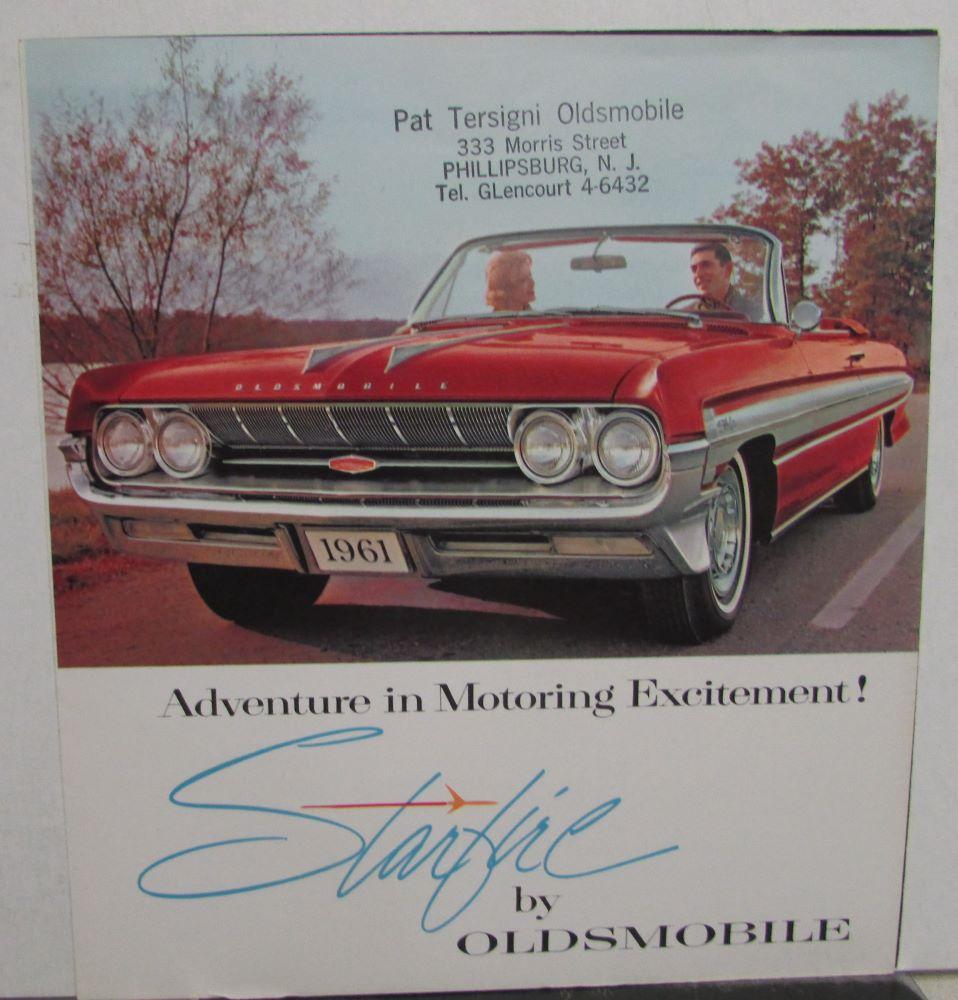 Pat Tersigni Oldsmobile
333 Morris Street
PHILLIPSBURG, N. J.
Tel. GLencourt 4-6432
OLDSMOBILE
1961
Adventure in Motoring Excitement!
Starfire
by
OLDSMOBILE